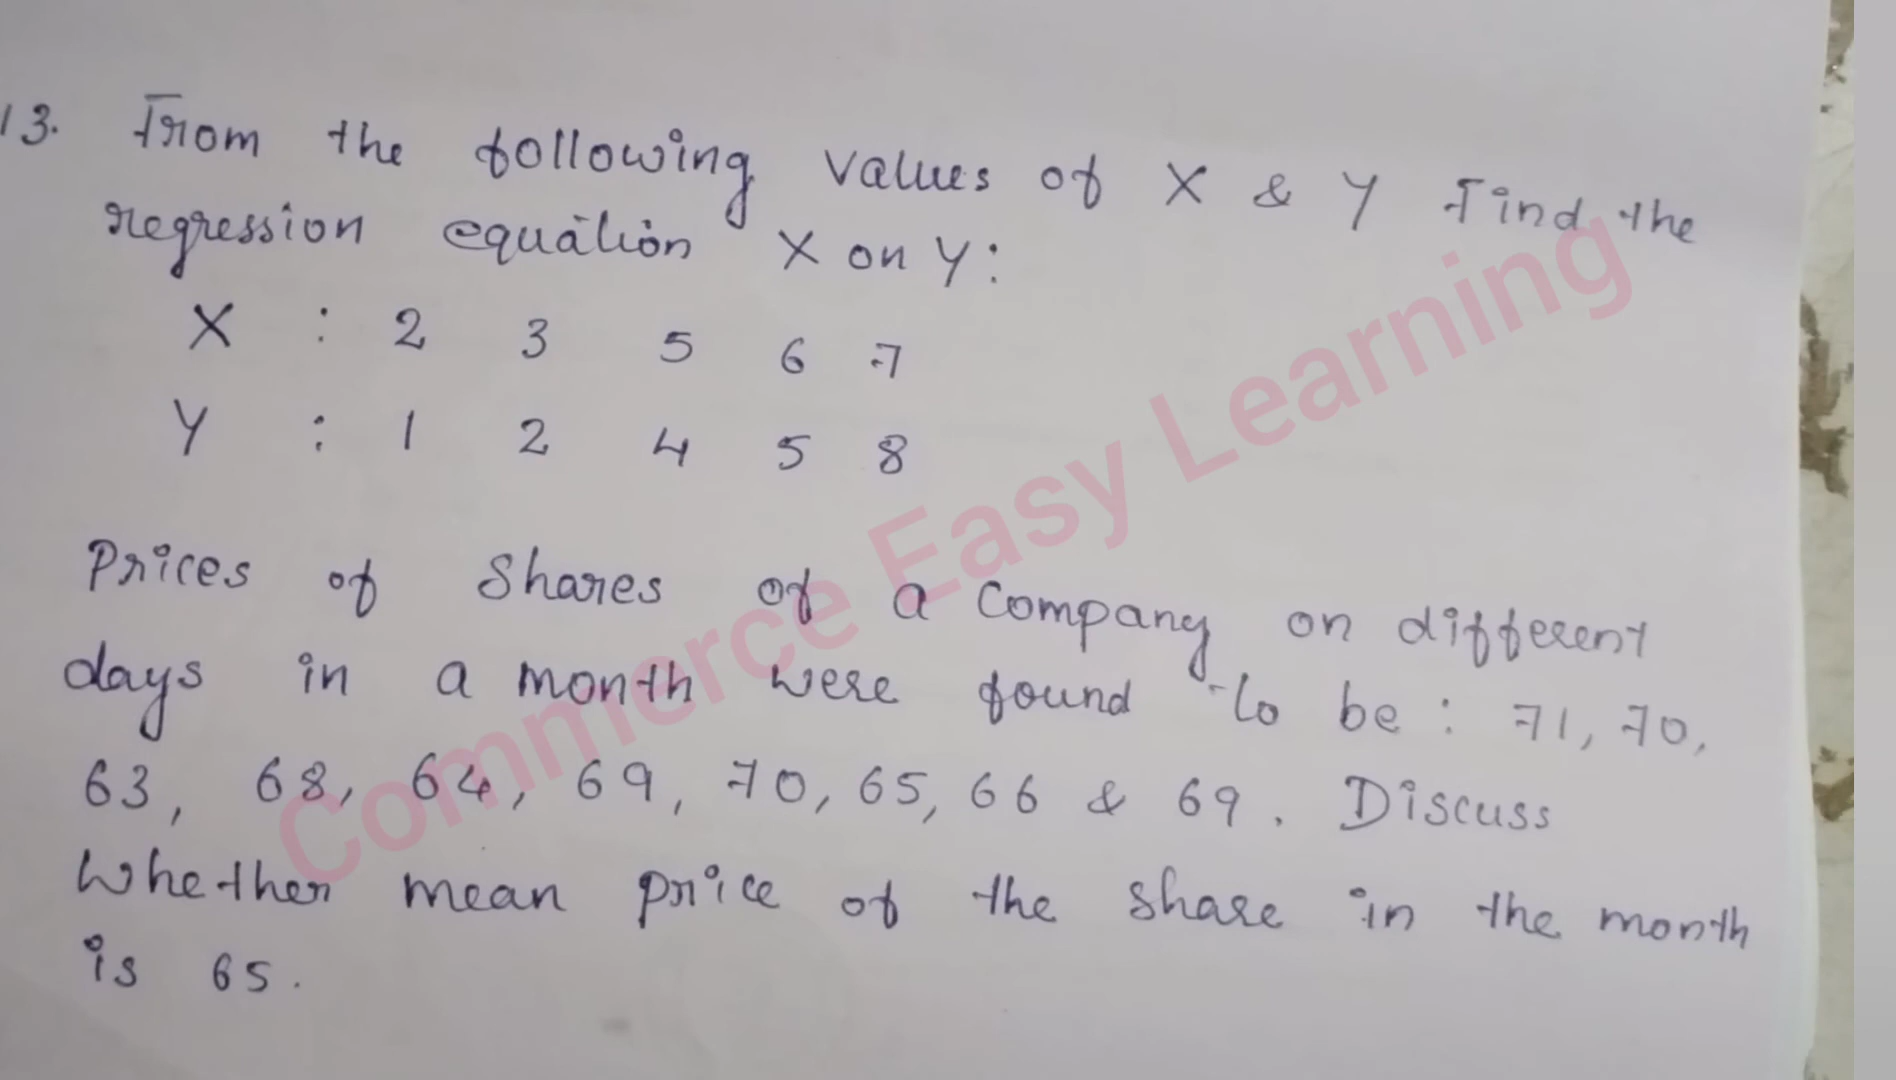 13. From the following values of X & Y Find the
regression equation X on Y:
X : 2 3 5 6 7
Y : 1 2 4 5 8
Prices of shares of a company on different
days in a month were found to be : 71, 70,
63, 68, 64, 69, 70, 65, 66 & 69. Discuss
whether mean price of the share in the month
is 65.
Commerce Easy Learning